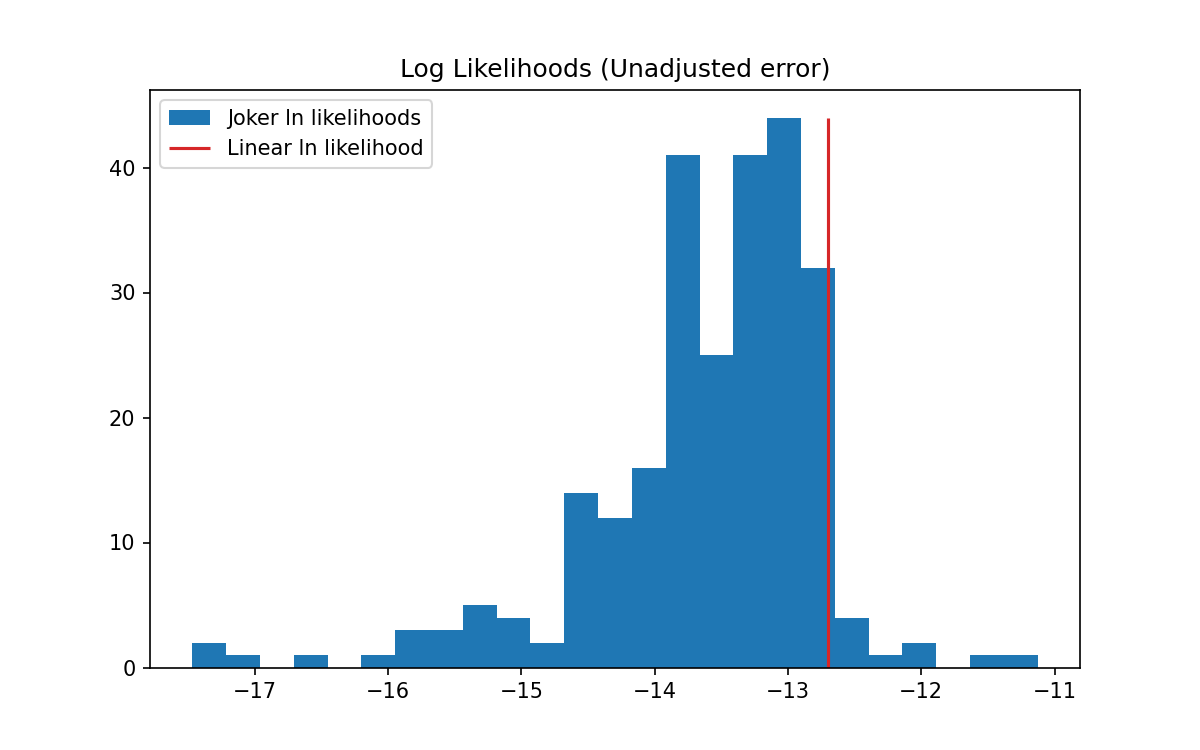 Log Likelihoods (Unadjusted error)
Joker ln likelihoods
Linear ln likelihood
40
30
20
10
0
−17 −16 −15 −14 −13 −12 −11